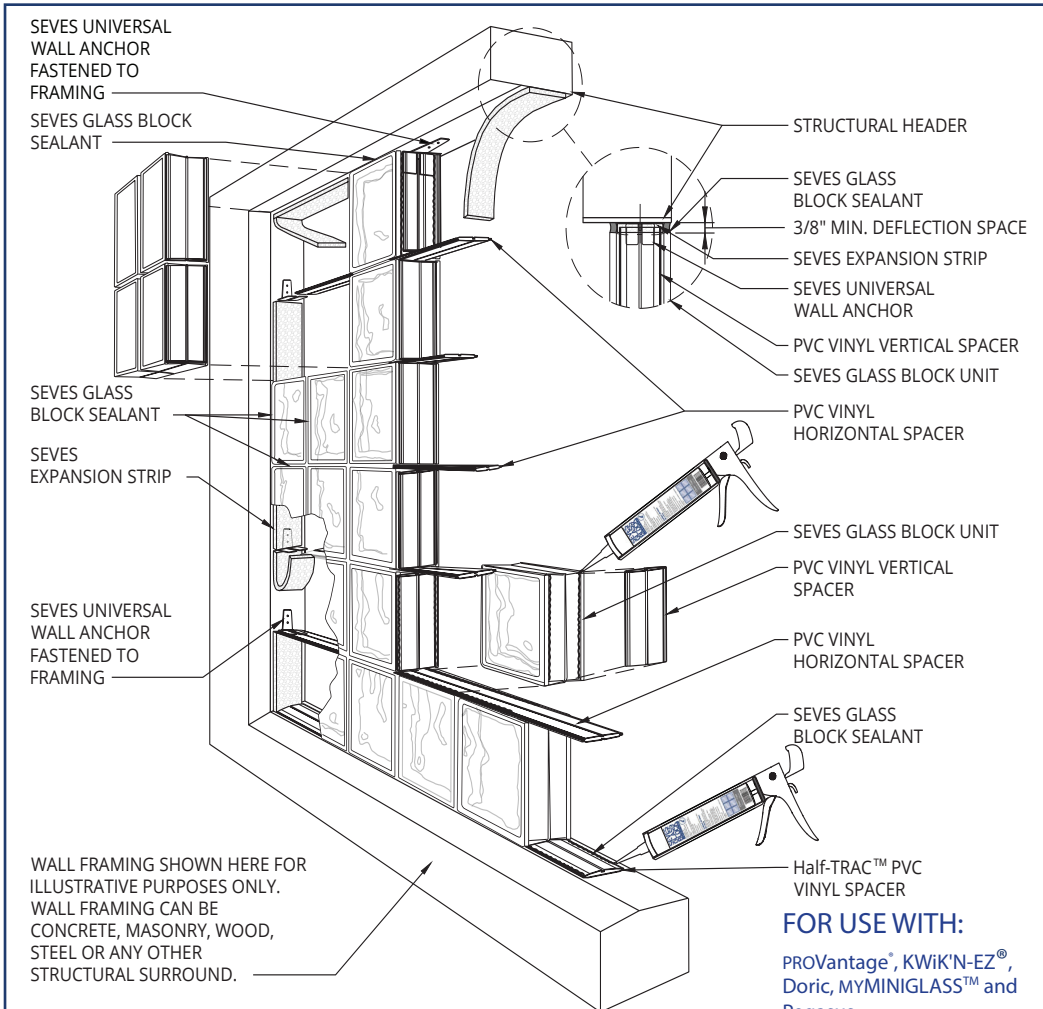 SEVES UNIVERSAL
WALL ANCHOR
FASTENED TO
FRAMING
SEVES GLASS BLOCK
SEALANT
SEVES GLASS
BLOCK SEALANT
SEVES
EXPANSION STRIP
SEVES UNIVERSAL
WALL ANCHOR
FASTENED TO
FRAMING
WALL FRAMING SHOWN HERE FOR
ILLUSTRATIVE PURPOSES ONLY.
WALL FRAMING CAN BE
CONCRETE, MASONRY, WOOD,
STEEL OR ANY OTHER
STRUCTURAL SURROUND.
STRUCTURAL HEADER
SEVES GLASS
BLOCK SEALANT
3/8" MIN. DEFLECTION SPACE
SEVES EXPANSION STRIP
SEVES UNIVERSAL
WALL ANCHOR
PVC VINYL VERTICAL SPACER
SEVES GLASS BLOCK UNIT
PVC VINYL
HORIZONTAL SPACER
SEVES GLASS BLOCK UNIT
PVC VINYL VERTICAL
SPACER
PVC VINYL
HORIZONTAL SPACER
SEVES GLASS
BLOCK SEALANT
Half-TRAC™ PVC
VINYL SPACER
FOR USE WITH:
PROVantage®, KWiK'N-EZ®,
Doric, MYMINIGLASS™ and